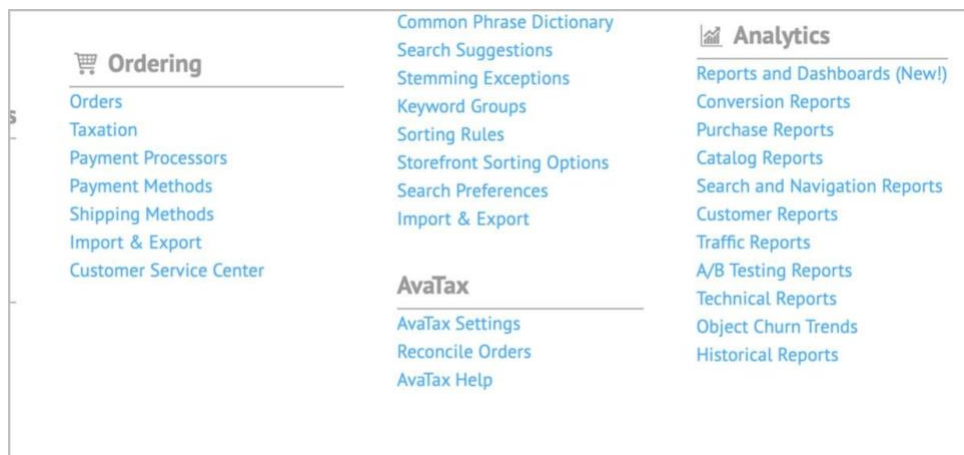 s
Ordering
Orders
Taxation
Payment Processors
Payment Methods
Shipping Methods
Import & Export
Customer Service Center
Common Phrase Dictionary
Search Suggestions
Stemming Exceptions
Keyword Groups
Sorting Rules
Storefront Sorting Options
Search Preferences
Import & Export
AvaTax
AvaTax Settings
Reconcile Orders
AvaTax Help
Analytics
Reports and Dashboards (New!)
Conversion Reports
Purchase Reports
Catalog Reports
Search and Navigation Reports
Customer Reports
Traffic Reports
A/B Testing Reports
Technical Reports
Object Churn Trends
Historical Reports